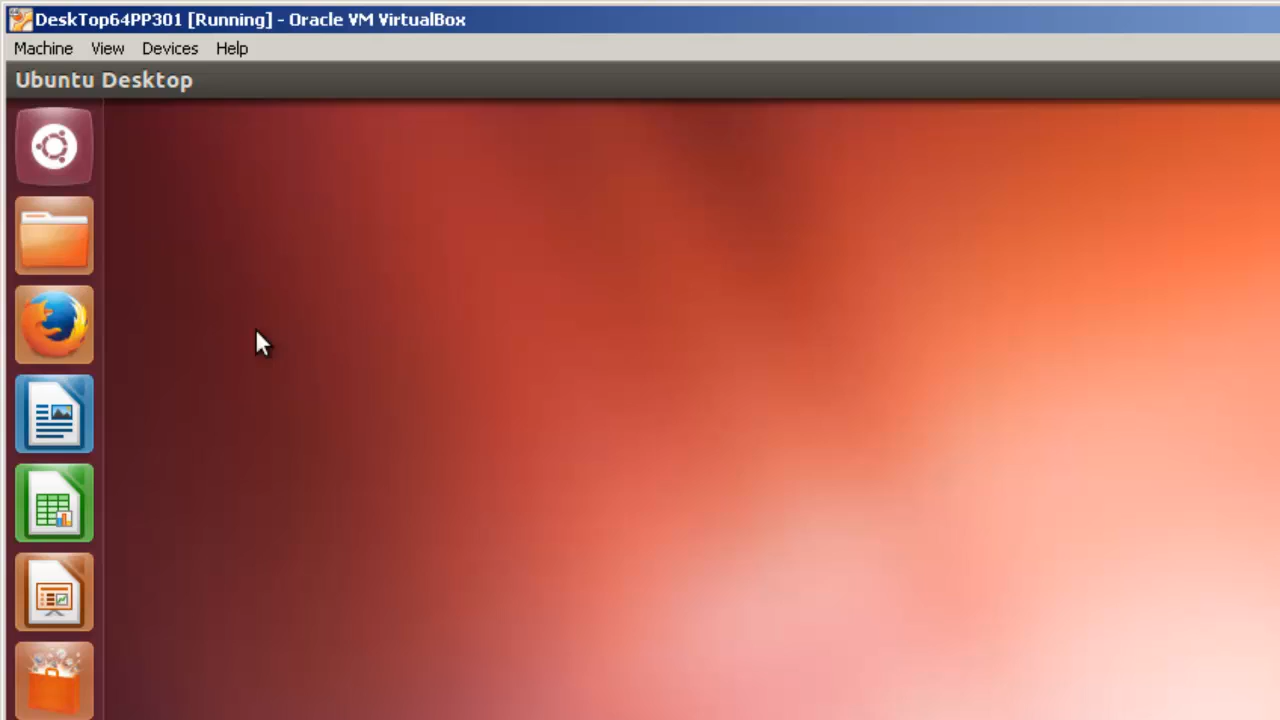 DeskTop64PP301 [Running] - Oracle VM VirtualBox
Machine View Devices Help
Ubuntu Desktop